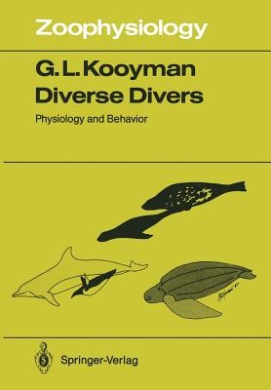 Zoophysiology
G. L. Kooyman
Diverse Divers
Physiology and Behavior
Springer-Verlag